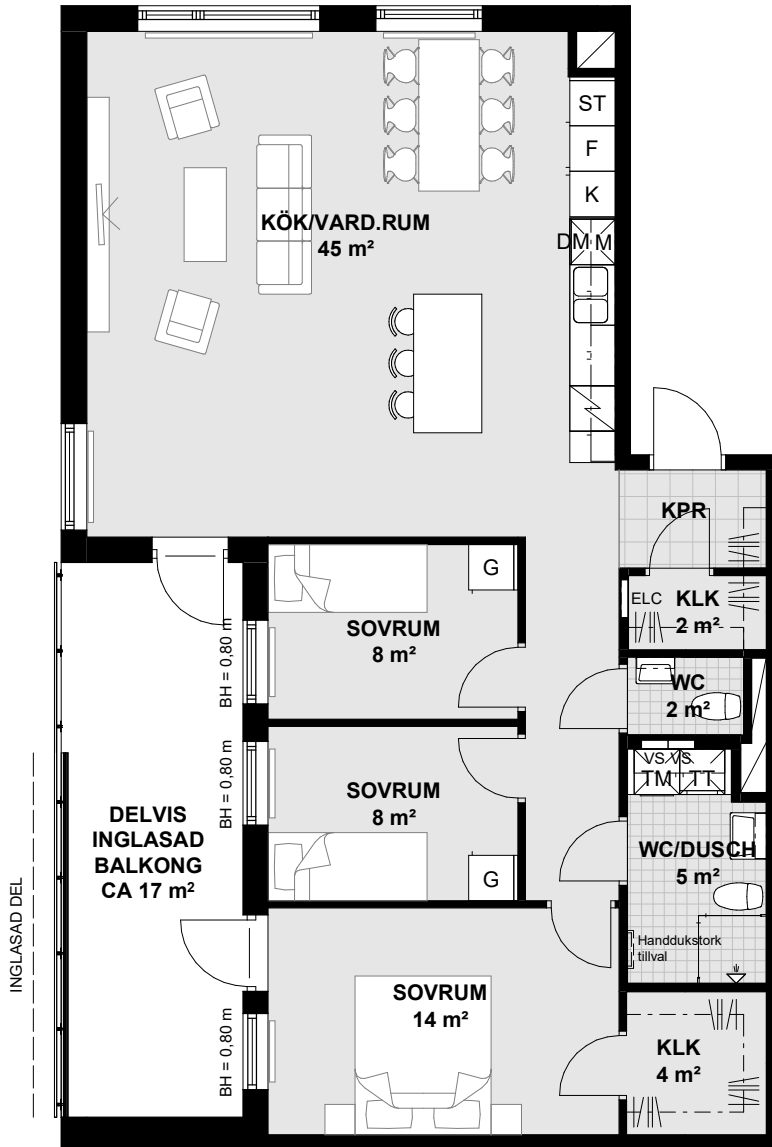 ST
F
K
KÖK/VARD.RUM
45 m²
DM M
KPR
G
ELC
KLK
2 m²
SOVRUM
8 m²
BH = 0,80 m
WC
2 m²
VS VS
TM TT
SOVRUM
8 m²
BH = 0,80 m
DELVIS
INGLASAD
BALKONG
CA 17 m²
WC/DUSCH
5 m²
G
INGLASAD DEL
Handdukstork
tillval
SOVRUM
14 m²
BH = 0,80 m
KLK
4 m²